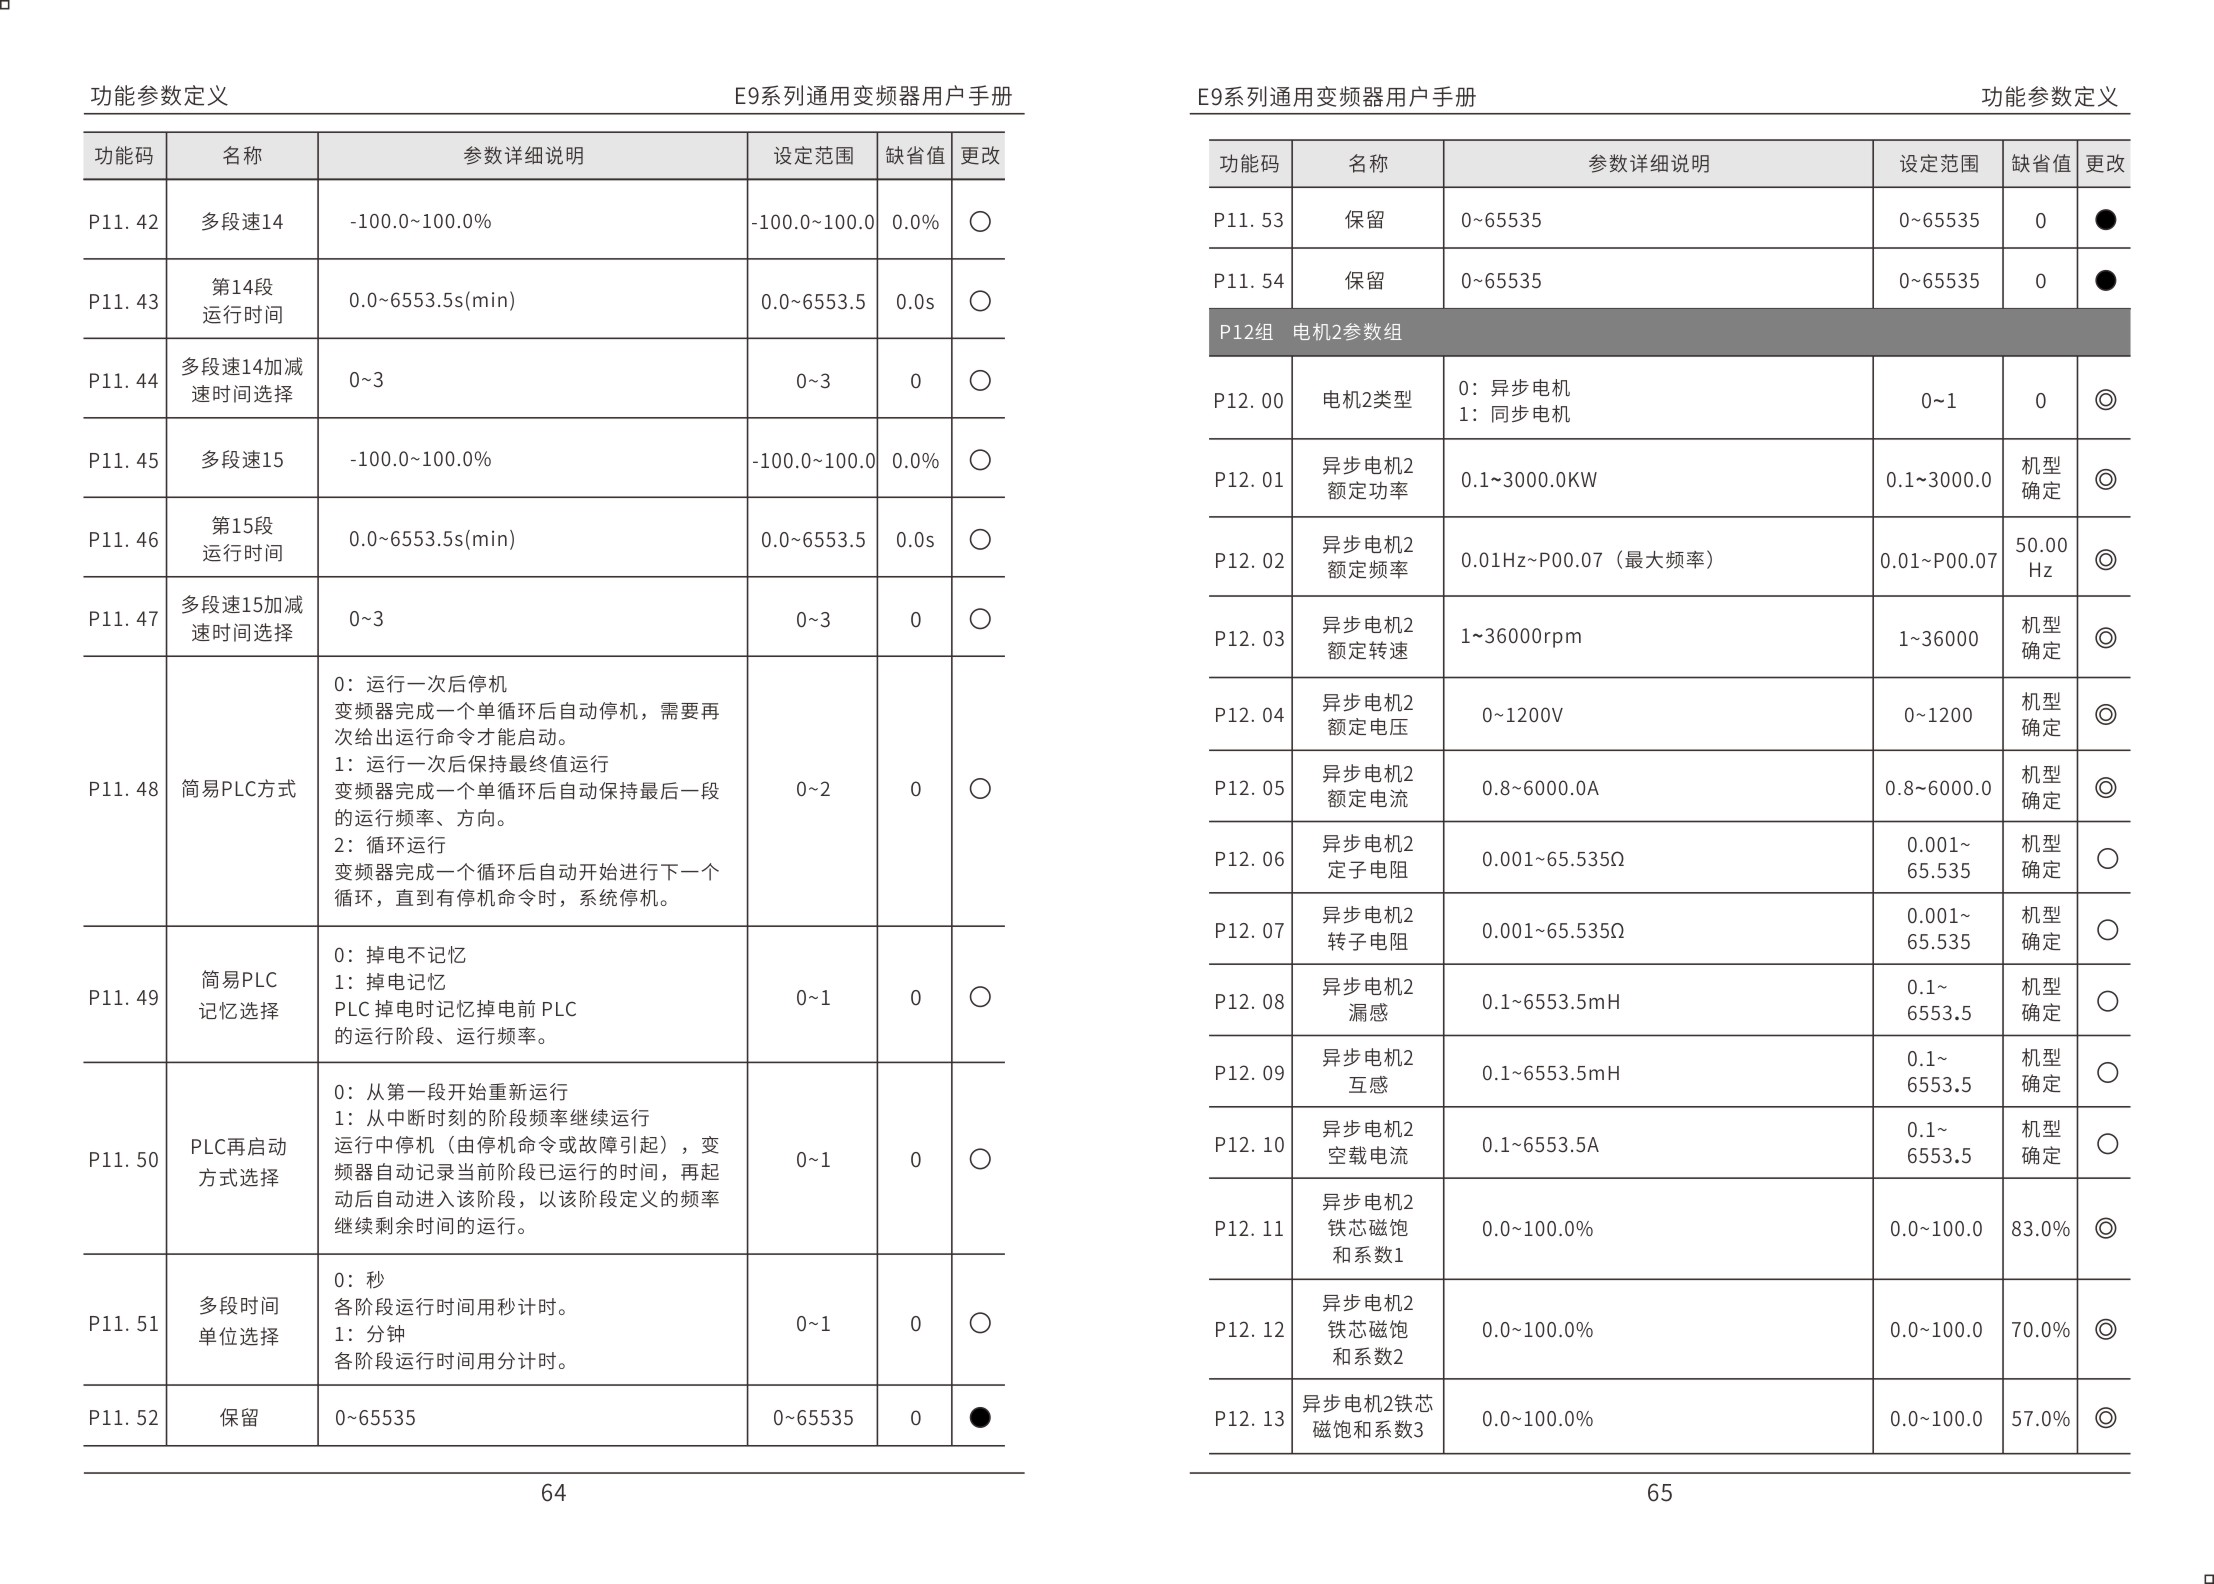 功能参数定义 E9系列通用变频器用户手册
功能码 名称 参数详细说明 设定范围 缺省值 更改
P11. 42 多段速14 -100.0~100.0% -100.0~100.0 0.0% ○
P11. 43 第14段 0.0~6553.5s(min) 0.0~6553.5 0.0s ○
运行时间
P11. 44 多段速14加减 0~3 0~3 0 ○
速时间选择
P11. 45 多段速15 -100.0~100.0% -100.0~100.0 0.0% ○
P11. 46 第15段 0.0~6553.5s(min) 0.0~6553.5 0.0s ○
运行时间
P11. 47 多段速15加减 0~3 0~3 0 ○
速时间选择
P11. 48 简易PLC方式 0~2 0 ○
0：运行一次后停机
变频器完成一个单循环后自动停机，需要再
次给出运行命令才能启动。
1：运行一次后保持最终值运行
变频器完成一个单循环后自动保持最后一段
的运行频率、方向。
2：循环运行
变频器完成一个循环后自动开始进行下一个
循环，直到有停机命令时，系统停机。
P11. 49 简易PLC 0~1 0 ○
记忆选择
0：掉电不记忆
1：掉电记忆
PLC 掉电时记忆掉电前 PLC
的运行阶段、运行频率。
P11. 50 PLC再启动 0~1 0 ○
方式选择
0：从第一段开始重新运行
1：从中断时刻的阶段频率继续运行
运行中停机（由停机命令或故障引起），变
频器自动记录当前阶段已运行的时间，再起
动后自动进入该阶段，以该阶段定义的频率
继续剩余时间的运行。
P11. 51 多段时间 0~1 0 ○
单位选择
0：秒
各阶段运行时间用秒计时。
1：分钟
各阶段运行时间用分计时。
P11. 52 保留 0~65535 0~65535 0 ●
64
E9系列通用变频器用户手册 功能参数定义
功能码 名称 参数详细说明 设定范围 缺省值 更改
P11. 53 保留 0~65535 0~65535 0 ●
P11. 54 保留 0~65535 0~65535 0 ●
P12组 电机2参数组
P12. 00 电机2类型 0：异步电机 0~1 0 ◎
1：同步电机
P12. 01 异步电机2 0.1~3000.0KW 0.1~3000.0 机型 ◎
额定功率 确定
P12. 02 异步电机2 0.01Hz~P00.07（最大频率） 0.01~P00.07 50.00 ◎
额定频率 Hz
P12. 03 异步电机2 1~36000rpm 1~36000 机型 ◎
额定转速 确定
P12. 04 异步电机2 0~1200V 0~1200 机型 ◎
额定电压 确定
P12. 05 异步电机2 0.8~6000.0A 0.8~6000.0 机型 ◎
额定电流 确定
P12. 06 异步电机2 0.001~65.535Ω 0.001~ 机型 ○
定子电阻 65.535 确定
P12. 07 异步电机2 0.001~65.535Ω 0.001~ 机型 ○
转子电阻 65.535 确定
P12. 08 异步电机2 0.1~6553.5mH 0.1~ 机型 ○
漏感 6553.5 确定
P12. 09 异步电机2 0.1~6553.5mH 0.1~ 机型 ○
互感 6553.5 确定
P12. 10 异步电机2 0.1~6553.5A 0.1~ 机型 ○
空载电流 6553.5 确定
P12. 11 异步电机2 0.0~100.0% 0.0~100.0 83.0% ◎
铁芯磁饱
和系数1
P12. 12 异步电机2 0.0~100.0% 0.0~100.0 70.0% ◎
铁芯磁饱
和系数2
P12. 13 异步电机2铁芯 0.0~100.0% 0.0~100.0 57.0% ◎
磁饱和系数3
65